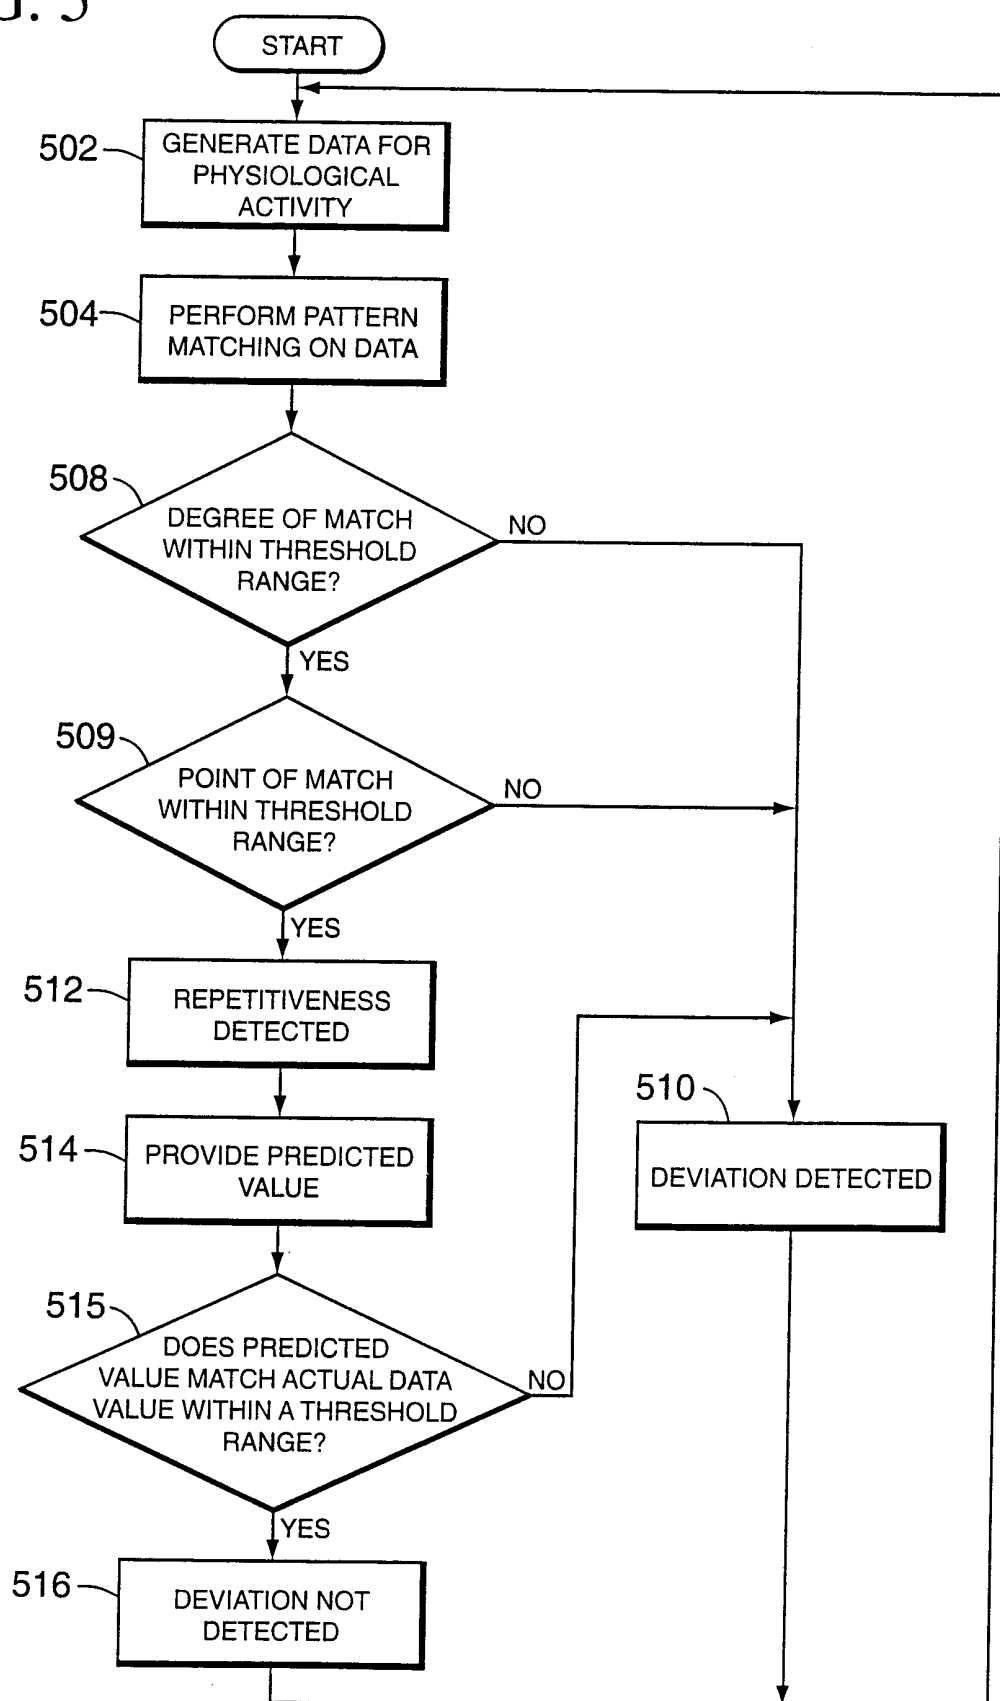 G. 5
START
502
GENERATE DATA FOR
PHYSIOLOGICAL
ACTIVITY
504
PERFORM PATTERN
MATCHING ON DATA
508
DEGREE OF MATCH
WITHIN THRESHOLD
RANGE?
NO
YES
509
POINT OF MATCH
WITHIN THRESHOLD
RANGE?
NO
YES
512
REPETITIVENESS
DETECTED
510
DEVIATION DETECTED
514
PROVIDE PREDICTED
VALUE
515
DOES PREDICTED
VALUE MATCH ACTUAL DATA
VALUE WITHIN A THRESHOLD
RANGE?
NO
YES
516
DEVIATION NOT
DETECTED